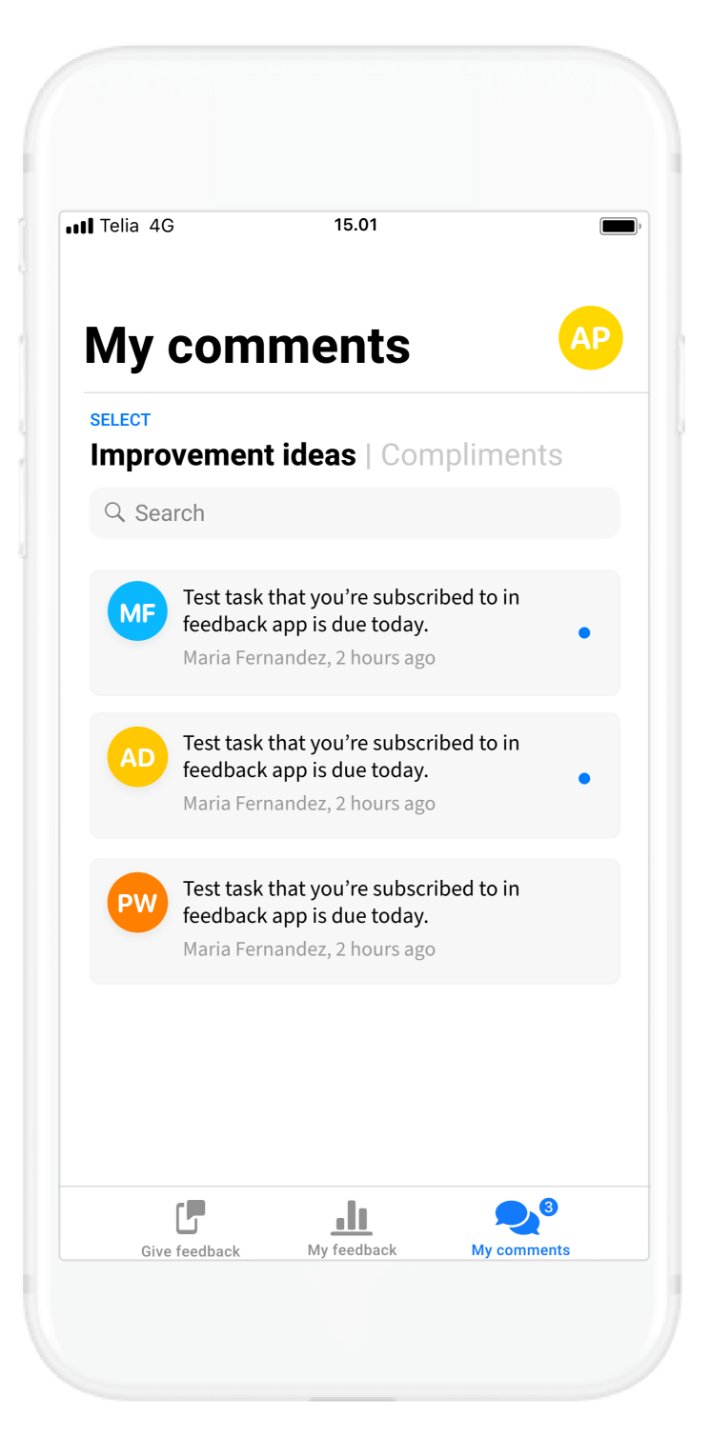 Telia 4G 15.01
My comments AP
SELECT
Improvement ideas | Compliments
Search
MF
Test task that you’re subscribed to in
feedback app is due today.
Maria Fernandez, 2 hours ago
AD
Test task that you’re subscribed to in
feedback app is due today.
Maria Fernandez, 2 hours ago
PW
Test task that you’re subscribed to in
feedback app is due today.
Maria Fernandez, 2 hours ago
3
Give feedback My feedback My comments